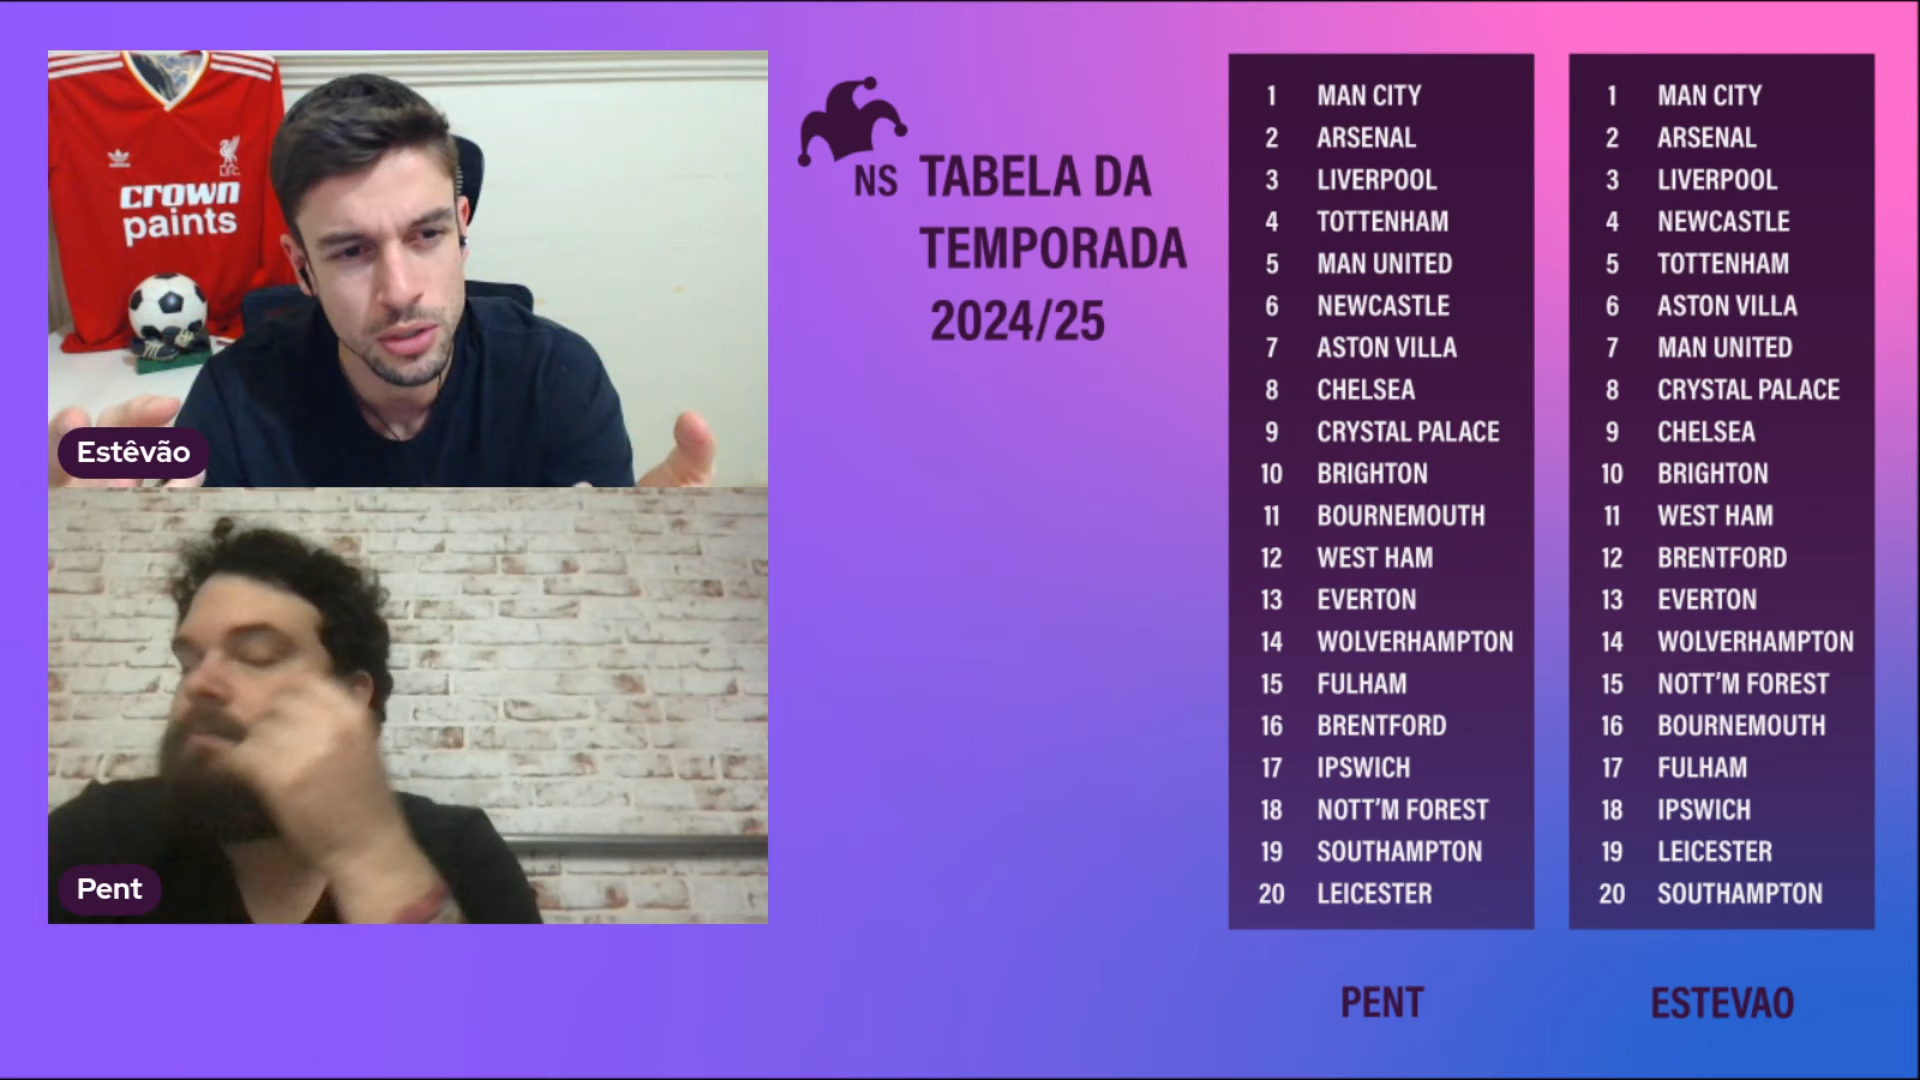 crown
paints
L.F.C.
Estêvão
Pent
NS
TABELA DA
TEMPORADA
2024/25
1 MAN CITY
2 ARSENAL
3 LIVERPOOL
4 TOTTENHAM
5 MAN UNITED
6 NEWCASTLE
7 ASTON VILLA
8 CHELSEA
9 CRYSTAL PALACE
10 BRIGHTON
11 BOURNEMOUTH
12 WEST HAM
13 EVERTON
14 WOLVERHAMPTON
15 FULHAM
16 BRENTFORD
17 IPSWICH
18 NOTT'M FOREST
19 SOUTHAMPTON
20 LEICESTER
PENT
1 MAN CITY
2 ARSENAL
3 LIVERPOOL
4 NEWCASTLE
5 TOTTENHAM
6 ASTON VILLA
7 MAN UNITED
8 CRYSTAL PALACE
9 CHELSEA
10 BRIGHTON
11 WEST HAM
12 BRENTFORD
13 EVERTON
14 WOLVERHAMPTON
15 NOTT'M FOREST
16 BOURNEMOUTH
17 FULHAM
18 IPSWICH
19 LEICESTER
20 SOUTHAMPTON
ESTEVAO